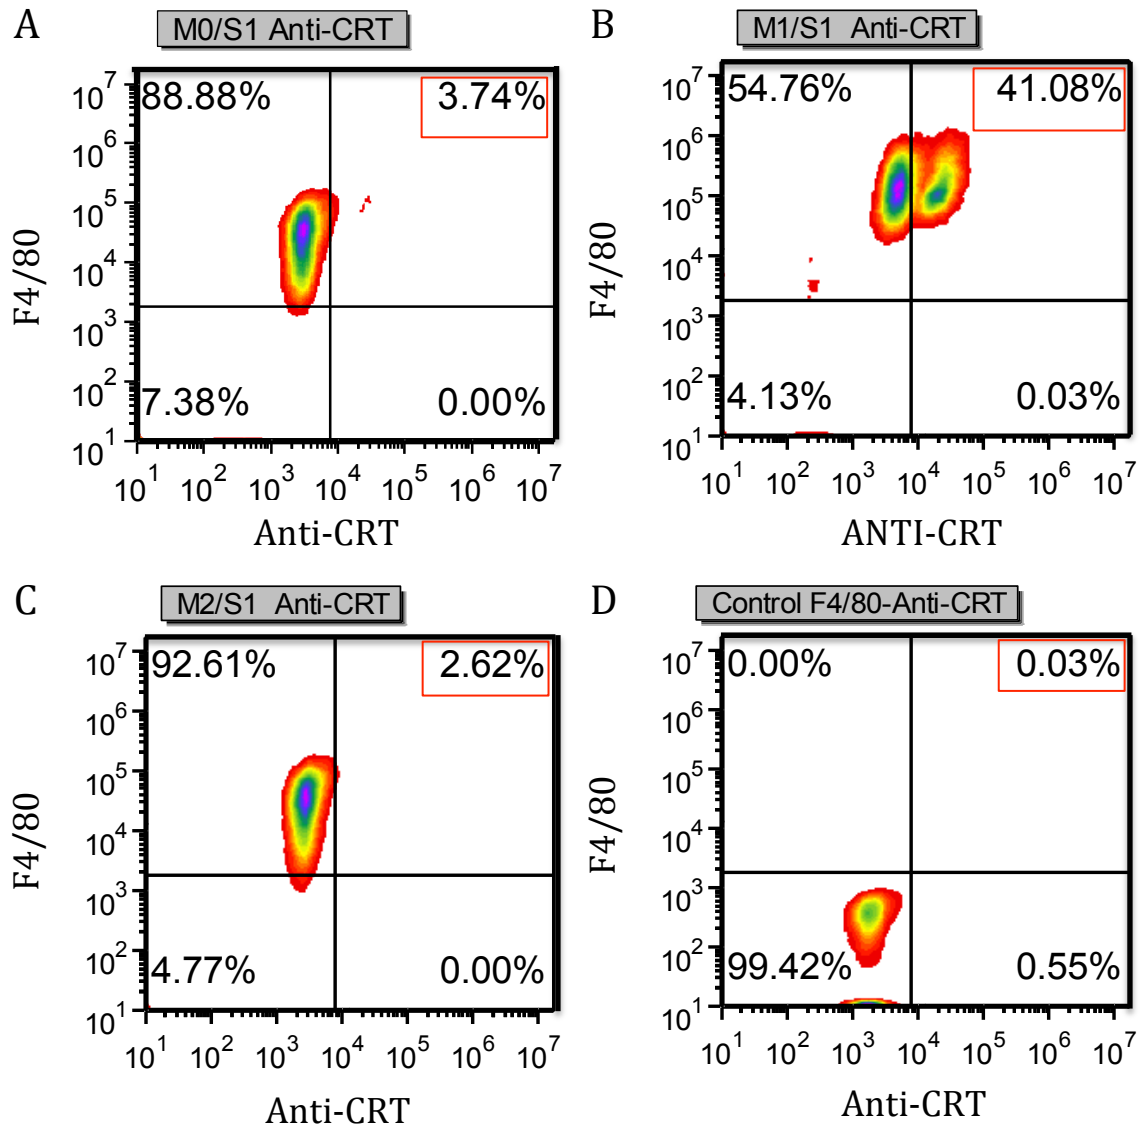 A
M0/S1 Anti-CRT
88.88%
3.74%
7.38%
0.00%
10^7
10^6
10^5
10^4
10^3
10^2
10^1
F4/80
10^1 10^2 10^3 10^4 10^5 10^6 10^7
Anti-CRT
B
M1/S1 Anti-CRT
54.76%
41.08%
4.13%
0.03%
10^7
10^6
10^5
10^4
10^3
10^2
10^1
F4/80
10^1 10^2 10^3 10^4 10^5 10^6 10^7
ANTI-CRT
C
M2/S1 Anti-CRT
92.61%
2.62%
4.77%
0.00%
10^7
10^6
10^5
10^4
10^3
10^2
10^1
F4/80
10^1 10^2 10^3 10^4 10^5 10^6 10^7
Anti-CRT
D
Control F4/80-Anti-CRT
0.00%
0.03%
99.42%
0.55%
10^7
10^6
10^5
10^4
10^3
10^2
10^1
F4/80
10^1 10^2 10^3 10^4 10^5 10^6 10^7
Anti-CRT